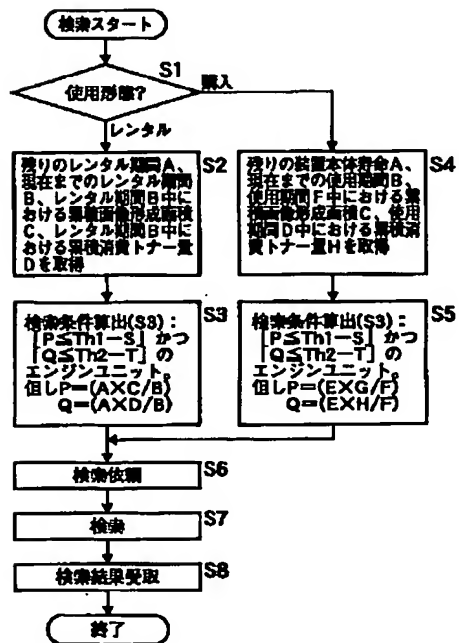 検索スタート
S1
使用形態?
購入
レンタル
S2
残りのレンタル期間A、
現在までのレンタル期間
B、レンタル期間B中に
おける累積画像形成面積
C、レンタル期間B中に
おける累積消費トナー量
Dを取得
S4
残りの装置本体寿命A、
現在までの使用期間B、
使用期間F中における累
積画像形成面積C、使用
期間D中における累積消
費トナー量Hを取得
S3
検索条件算出(S3):
「P≦Th1−S」かつ
「Q≦Th2−T」の
エンジンユニット。
但しP=(A×C/B)
Q=(A×D/B)
S5
検索条件算出(S3):
「P≦Th1−S」かつ
「Q≦Th2−T」の
エンジンユニット。
但しP=(E×G/F)
Q=(E×H/F)
検索依頼
S6
検索
S7
検索結果受取
S8
終了